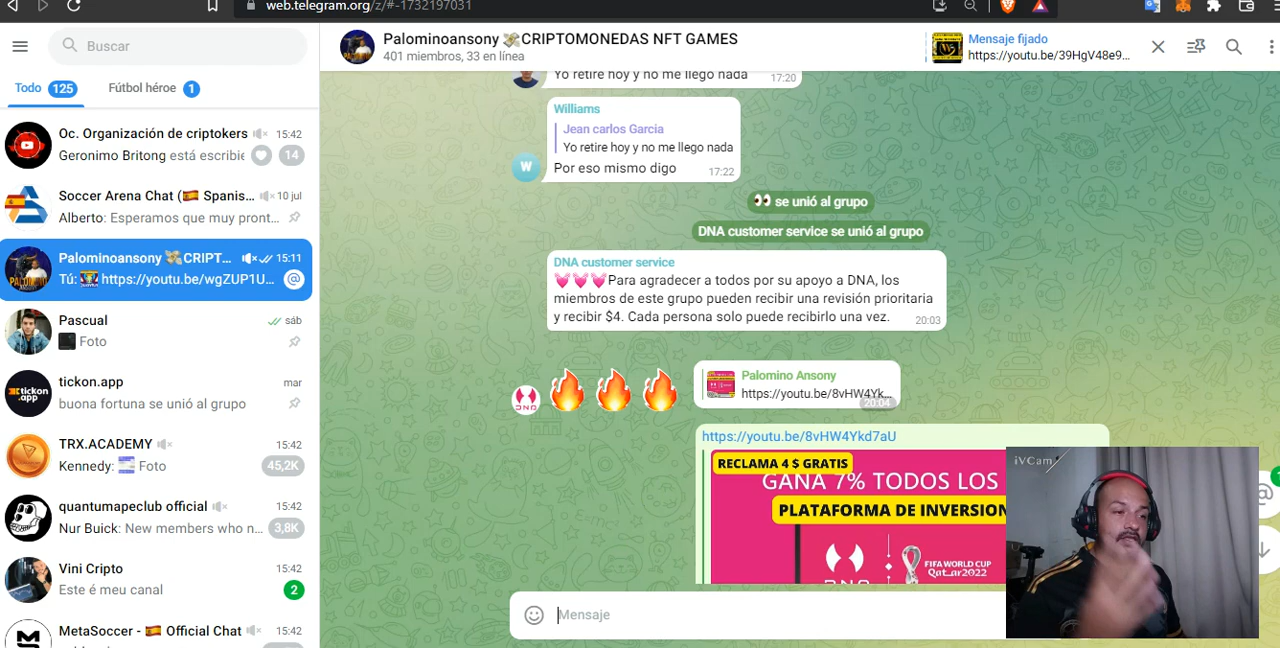 web.telegram.org/z/#-1732197031
Buscar
Todo 125
Fútbol héroe 1
Oc. Organización de criptokers 15:42
Geronimo Britong está escribie 14
Soccer Arena Chat (🇪🇸 Spanis... 10 jul
Alberto: Esperamos que muy pront...
Palominoansony 💸CRIPT... 15:11
Tú: https://youtu.be/wgZUP1U... @
Pascual sáb
Foto
tickon.app mar
buona fortuna se unió al grupo
tickon
.app
TRX.ACADEMY 15:42
Kennedy: Foto 45,2K
quantumapeclub official 15:42
Nur Buick: New members who n... 3,8K
Vini Cripto 15:42
Este é meu canal 2
MetaSoccer - 🇪🇸 Official Chat 15:42
Palominoansony 💸CRIPTOMONEDAS NFT GAMES
401 miembros, 33 en línea
Mensaje fijado
https://youtu.be/39HgV48e9...
Yo retire hoy y no me llego nada 17:20
Williams
Jean carlos Garcia
Yo retire hoy y no me llego nada
Por eso mismo digo 17:22
W
👀 se unió al grupo
DNA customer service se unió al grupo
DNA customer service
💓💓💓Para agradecer a todos por su apoyo a DNA, los
miembros de este grupo pueden recibir una revisión prioritaria
y recibir $4. Cada persona solo puede recibirlo una vez. 20:03
DNA
🔥🔥🔥
Palomino Ansony
https://youtu.be/8vHW4Yk...
20:04
https://youtu.be/8vHW4Ykd7aU
RECLAMA 4 $ GRATIS
GANA 7% TODOS LOS
PLATAFORMA DE INVERSION
FIFA WORLD CUP
Qatar2022
Mensaje
iVCam